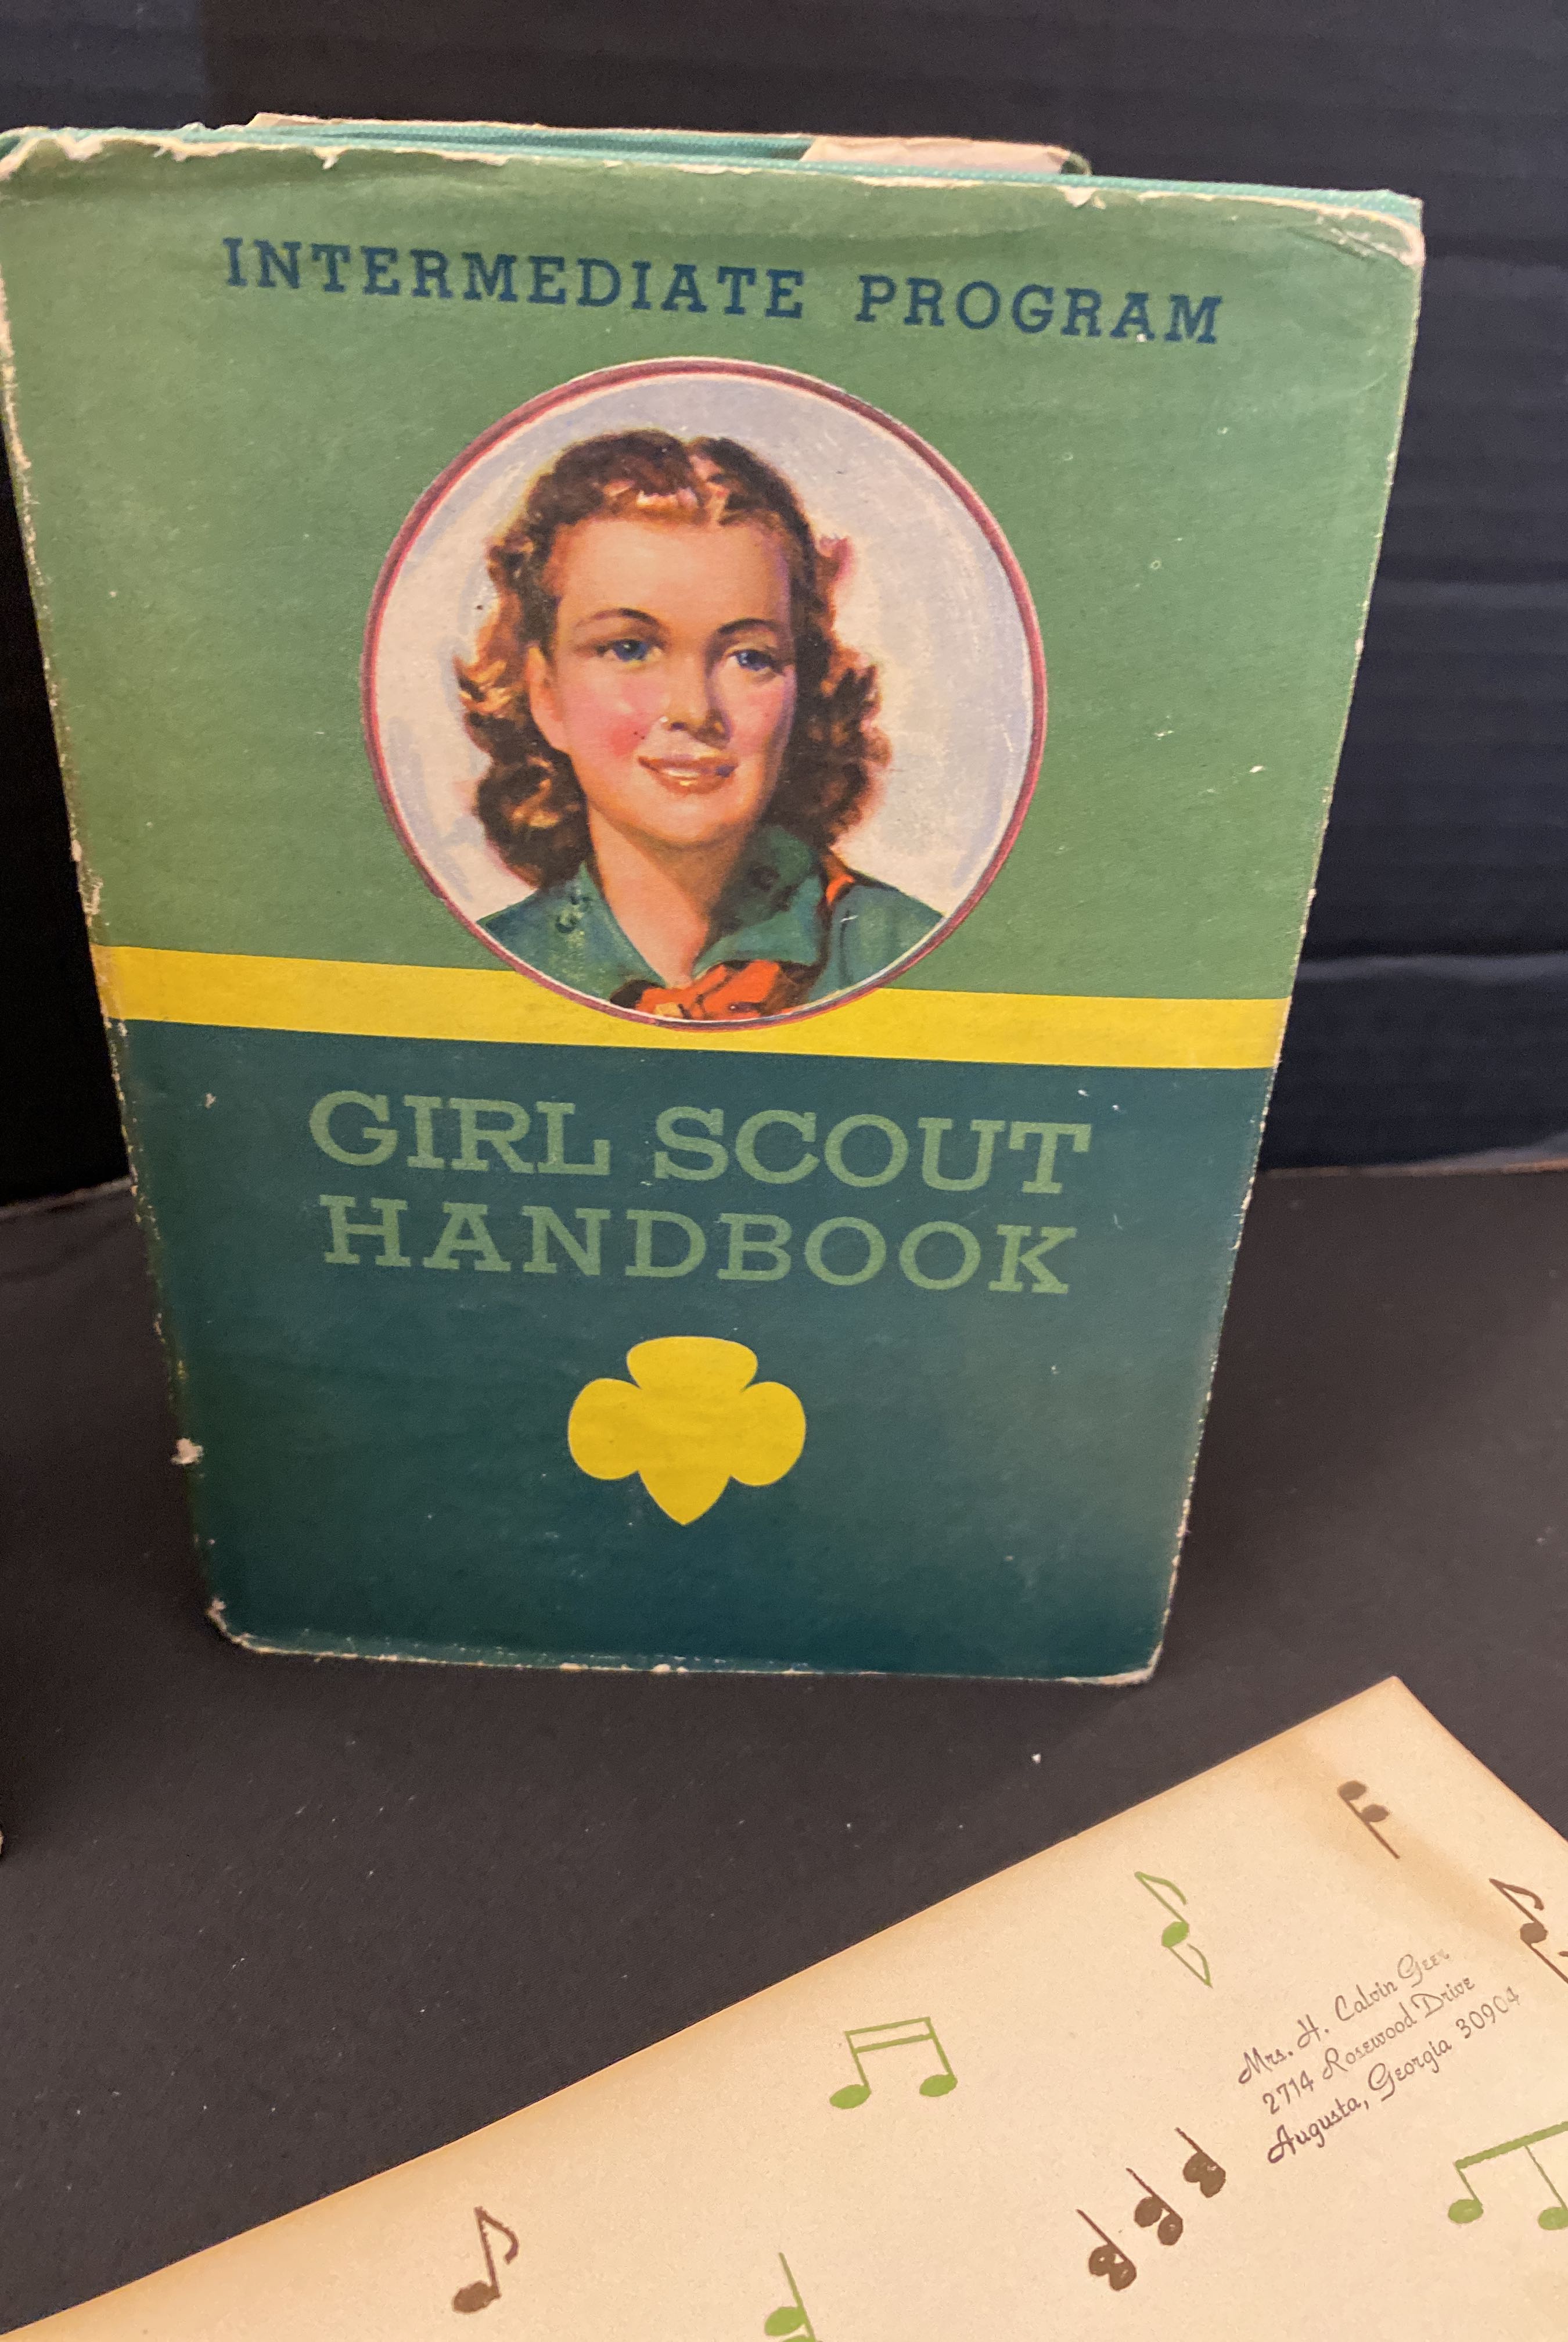 INTERMEDIATE PROGRAM
GIRL SCOUT
HANDBOOK
Mrs. H. Calvin Geer
2714 Rosewood Drive
Augusta, Georgia 30904